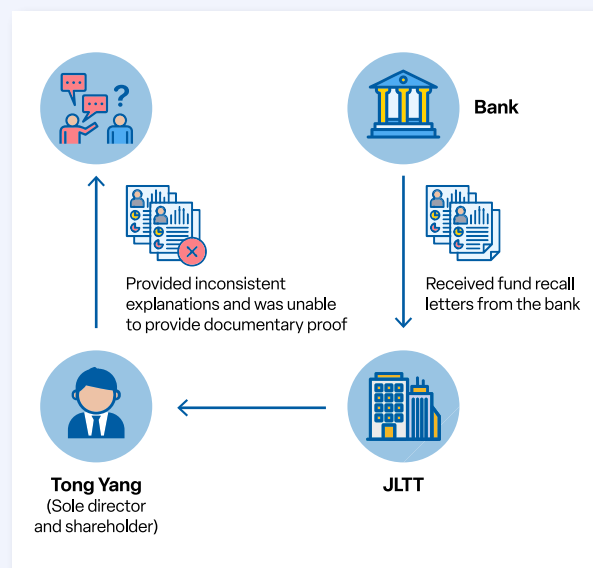 Bank
?
Provided inconsistent
explanations and was unable
to provide documentary proof
Received fund recall
letters from the bank
Tong Yang
(Sole director
and shareholder)
JLTT